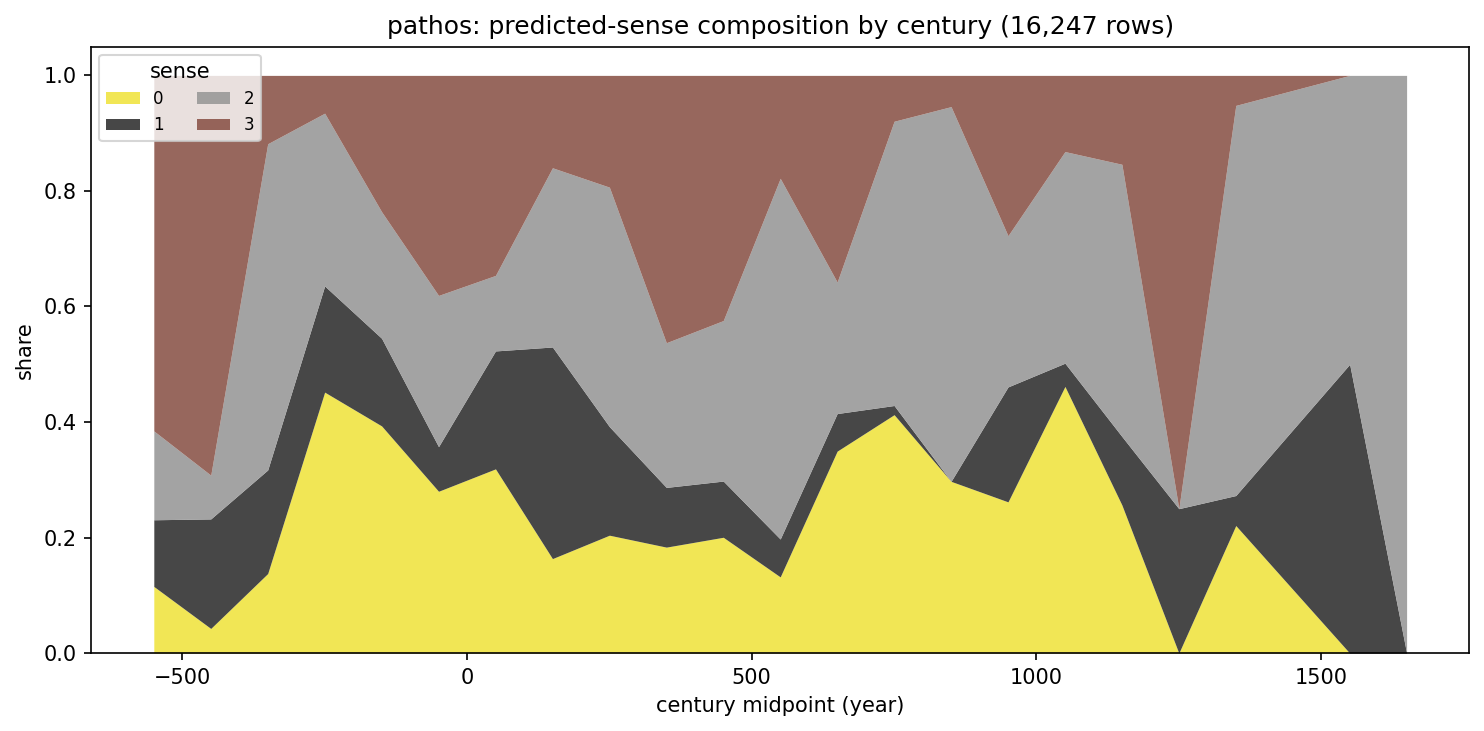 pathos: predicted-sense composition by century (16,247 rows)
sense
0 2
1 3
1.0
0.8
0.6
0.4
0.2
0.0
share
−500 0 500 1000 1500
century midpoint (year)